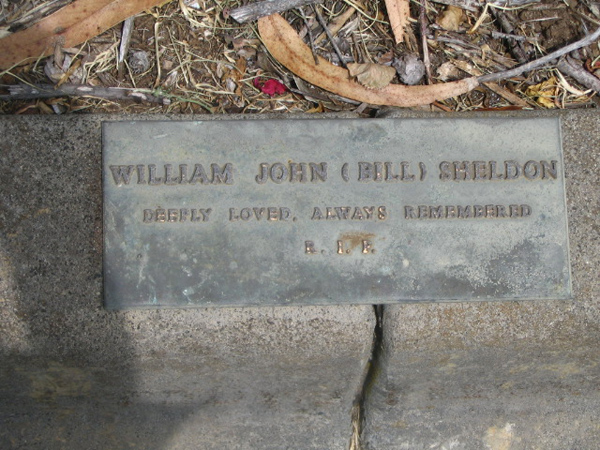 WILLIAM JOHN (BILL) SHELDON
DEEPLY LOVED, ALWAYS REMEMBERED
R. I. P.